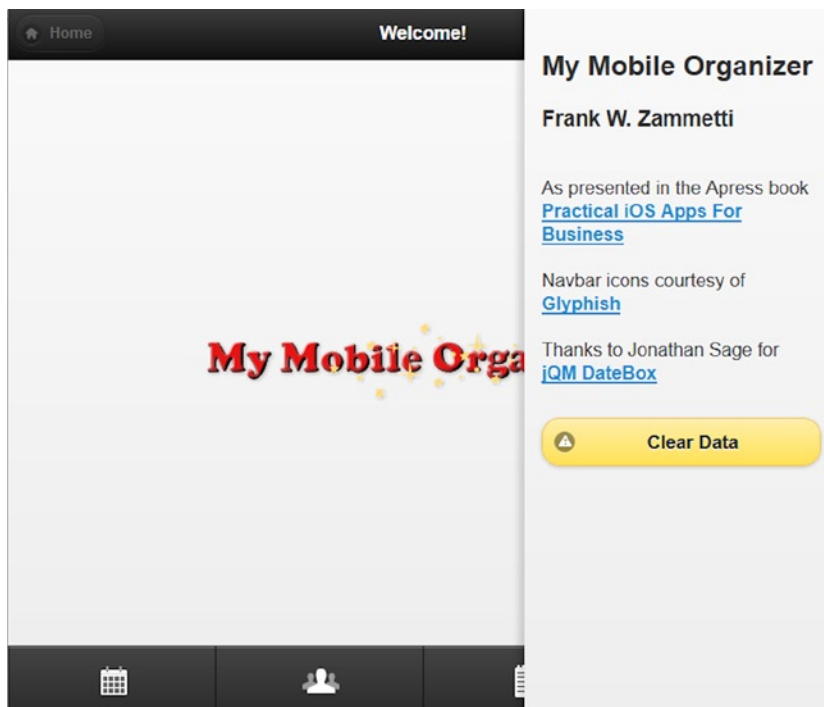 Home
Welcome!
My Mobile Orga
My Mobile Organizer
Frank W. Zammetti
As presented in the Apress book
Practical iOS Apps For
Business
Navbar icons courtesy of
Glyphish
Thanks to Jonathan Sage for
jQM DateBox
Clear Data